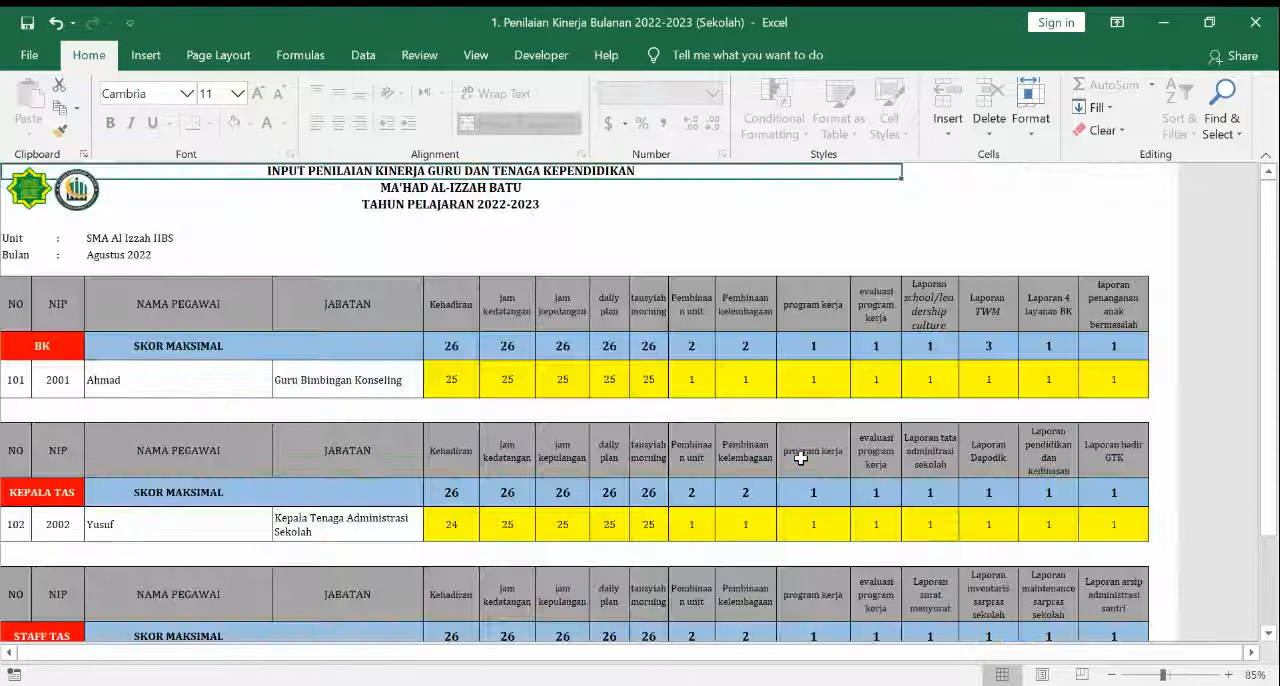 1. Penilaian Kinerja Bulanan 2022-2023 (Sekolah) - Excel
Sign in
File Home Insert Page Layout Formulas Data Review View Developer Help Tell me what you want to do Share
Cambria 11
Wrap Text
AutoSum
Fill
Clear
Paste
Conditional Formatting
Format as Table
Cell Styles
Insert Delete Format
Sort & Filter
Find & Select
Clipboard Font Alignment Number Styles Cells Editing
INPUT PENILAIAN KINERJA GURU DAN TENAGA KEPENDIDIKAN
MA'HAD AL-IZZAH BATU
TAHUN PELAJARAN 2022-2023
Unit : SMA Al Izzah IIBS
Bulan : Agustus 2022
NO NIP NAMA PEGAWAI JABATAN Kehadiran jam kedatangan jam kepulangan daily plan tausyiah morning Pembinaan unit Pembinaan kelembagaan program kerja evaluasi program kerja Laporan school/leadership culture Laporan TWM Laporan 4 layanan BK laporan penanganan anak bermasalah
BK SKOR MAKSIMAL 26 26 26 26 26 2 2 1 1 1 3 1 1
101 2001 Ahmad Guru Bimbingan Konseling 25 25 25 25 25 1 1 1 1 1 1 1 1
NO NIP NAMA PEGAWAI JABATAN Kehadiran jam kedatangan jam kepulangan daily plan tausyiah morning Pembinaan unit Pembinaan kelembagaan program kerja evaluasi program kerja Laporan tata adminitrasi sekolah Laporan Dapodik Laporan pendidikan dan kedinasan Laporan hadir GTK
KEPALA TAS SKOR MAKSIMAL 26 26 26 26 26 2 2 1 1 1 1 1 1
102 2002 Yusuf Kepala Tenaga Administrasi Sekolah 24 25 25 25 25 1 1 1 1 1 1 1 1
NO NIP NAMA PEGAWAI JABATAN Kehadiran jam kedatangan jam kepulangan daily plan tausyiah morning Pembinaan unit Pembinaan kelembagaan program kerja evaluasi program kerja Laporan surat menyurat Laporan inventaris sarpras sekolah Laporan maintenance sarpras sekolah Laporan arsip administrasi santri
STAFF TAS SKOR MAKSIMAL 26 26 26 26 26 2 2 1 1 1 1 1 1
85%